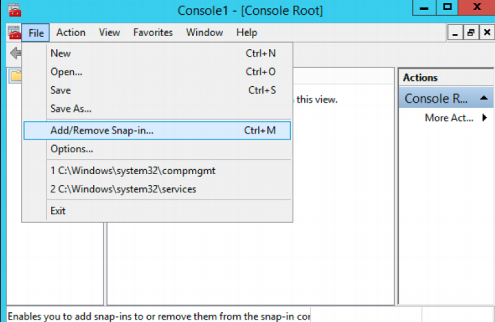 Console1 - [Console Root]
File Action View Favorites Window Help
New Ctrl+N
Open... Ctrl+O
Save Ctrl+S
Save As...
Add/Remove Snap-in... Ctrl+M
Options...
1 C:\Windows\system32\compmgmt
2 C:\Windows\system32\services
Exit
this view.
Actions
Console R...
More Act...
Enables you to add snap-ins to or remove them from the snap-in cor